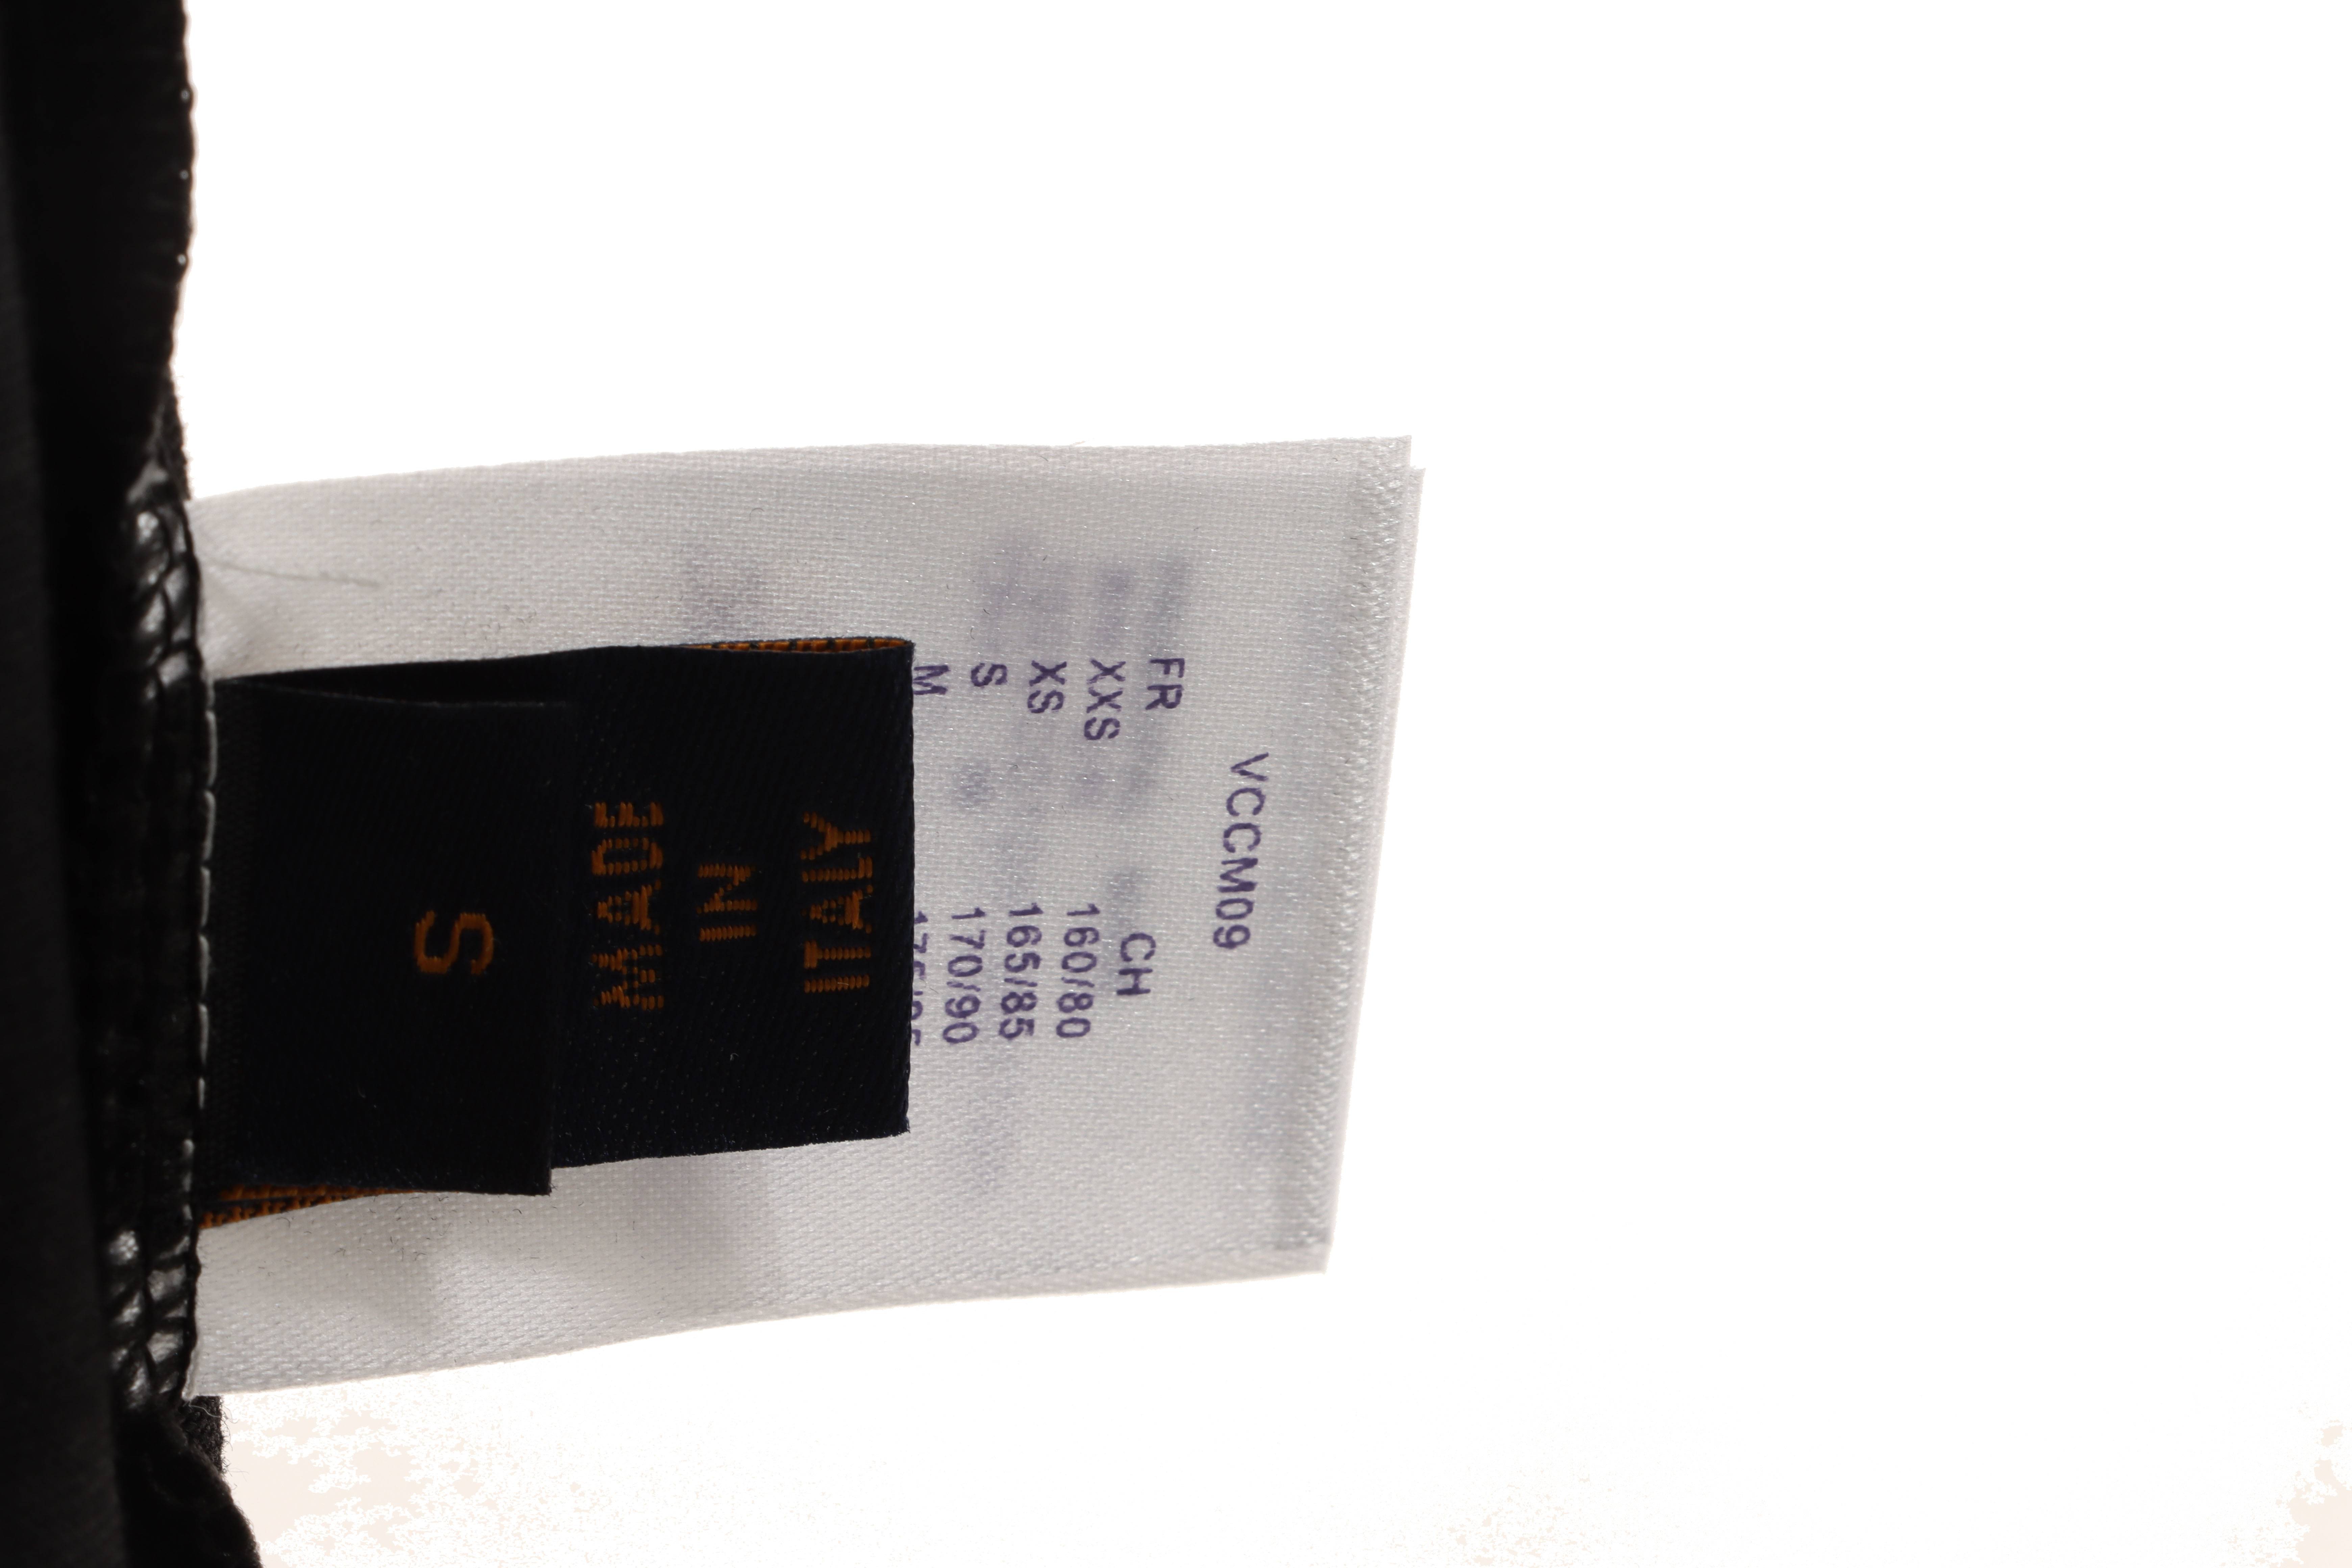 S
MADE
IN
ITALY
VCCM09
FR CH
XXS 160/80
XS 165/85
S 170/90
M